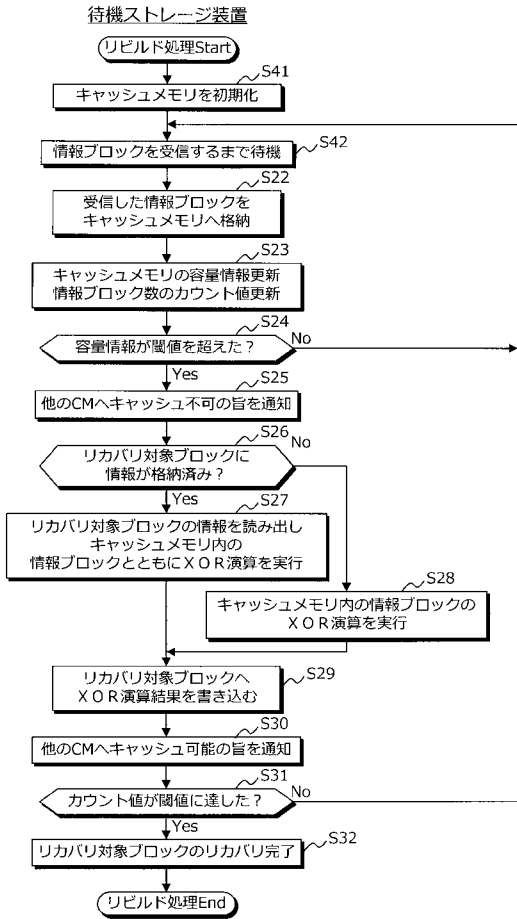 待機ストレージ装置
リビルド処理Start
S41
キャッシュメモリを初期化
S42
情報ブロックを受信するまで待機
S22
受信した情報ブロックを
キャッシュメモリへ格納
S23
キャッシュメモリの容量情報更新
情報ブロック数のカウント値更新
S24
容量情報が閾値を超えた？
No
Yes
S25
他のCMへキャッシュ不可の旨を通知
S26
No
リカバリ対象ブロックに
情報が格納済み？
Yes
S27
リカバリ対象ブロックの情報を読み出し
キャッシュメモリ内の
情報ブロックとともにＸＯＲ演算を実行
S28
キャッシュメモリ内の情報ブロックの
ＸＯＲ演算を実行
S29
リカバリ対象ブロックへ
ＸＯＲ演算結果を書き込む
S30
他のCMへキャッシュ可能の旨を通知
S31
カウント値が閾値に達した？
No
Yes
S32
リカバリ対象ブロックのリカバリ完了
リビルド処理End